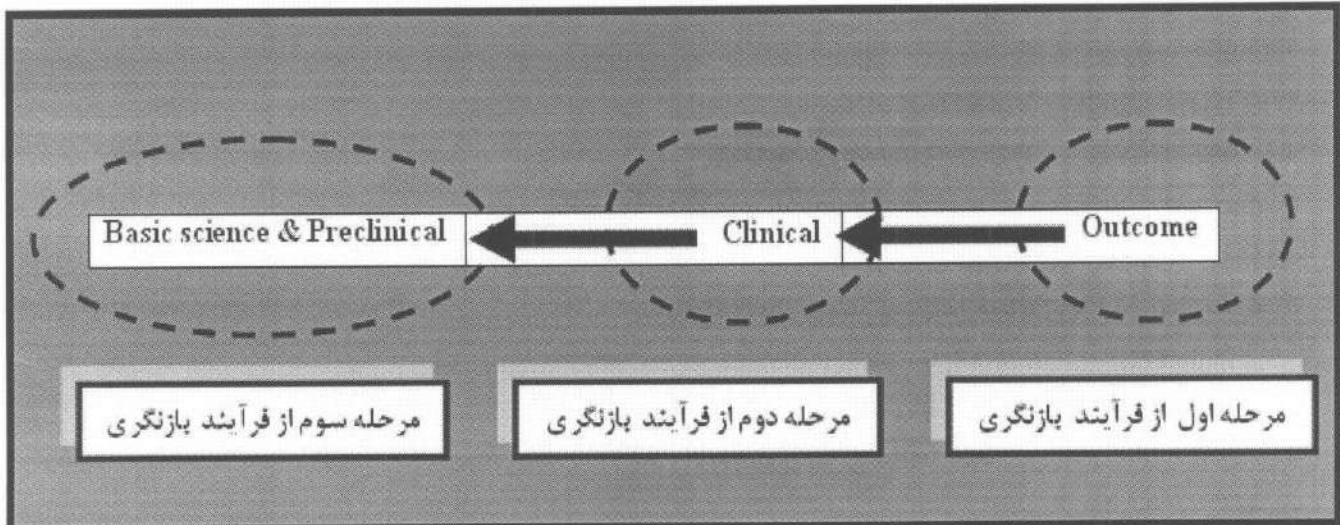 Basic science & Preclinical
Clinical
Outcome
مرحله اول از فرآیند بازنگری
مرحله دوم از فرآیند بازنگری
مرحله سوم از فرآیند بازنگری